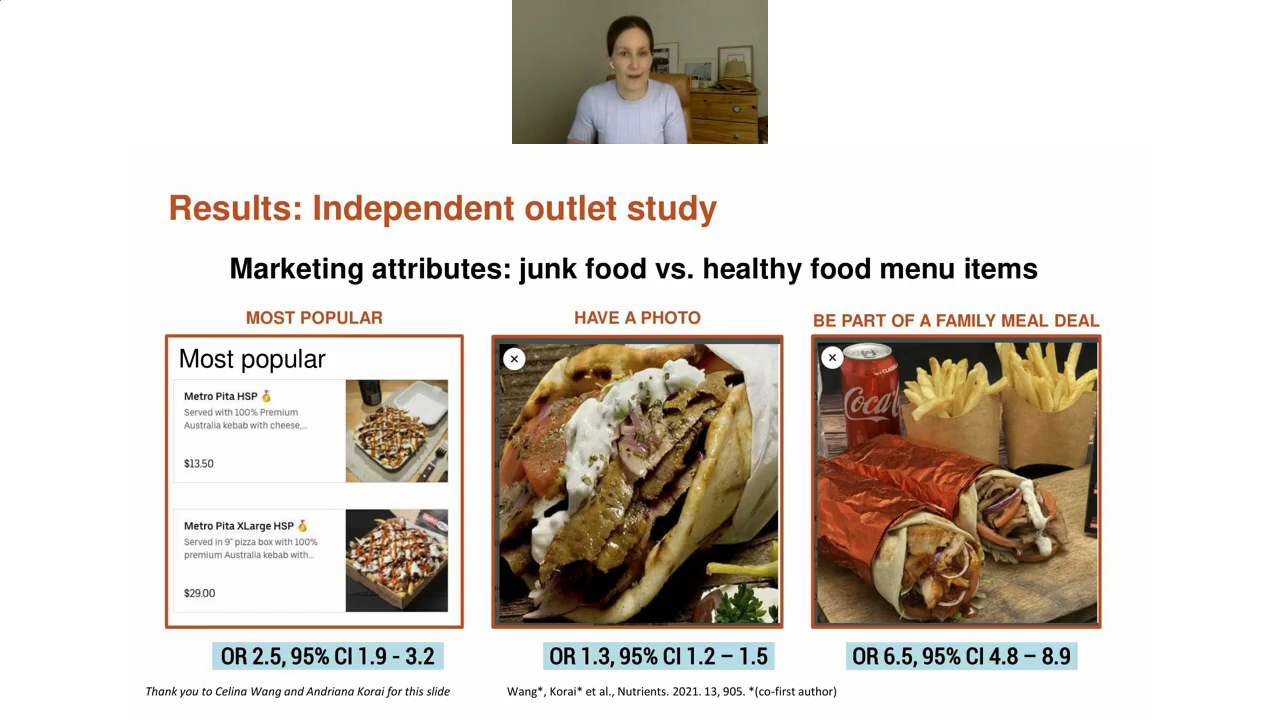 Results: Independent outlet study
Marketing attributes: junk food vs. healthy food menu items
MOST POPULAR
HAVE A PHOTO
BE PART OF A FAMILY MEAL DEAL
Most popular
Metro Pita HSP 🥇
Served with 100% Premium
Australia kebab with cheese,...
$13.50
Metro Pita XLarge HSP 🥇
Served in 9" pizza box with 100%
premium Australia kebab with...
$29.00
Coca
OR 2.5, 95% CI 1.9 - 3.2
OR 1.3, 95% CI 1.2 – 1.5
OR 6.5, 95% CI 4.8 – 8.9
Thank you to Celina Wang and Andriana Korai for this slide
Wang*, Korai* et al., Nutrients. 2021. 13, 905. *(co-first author)